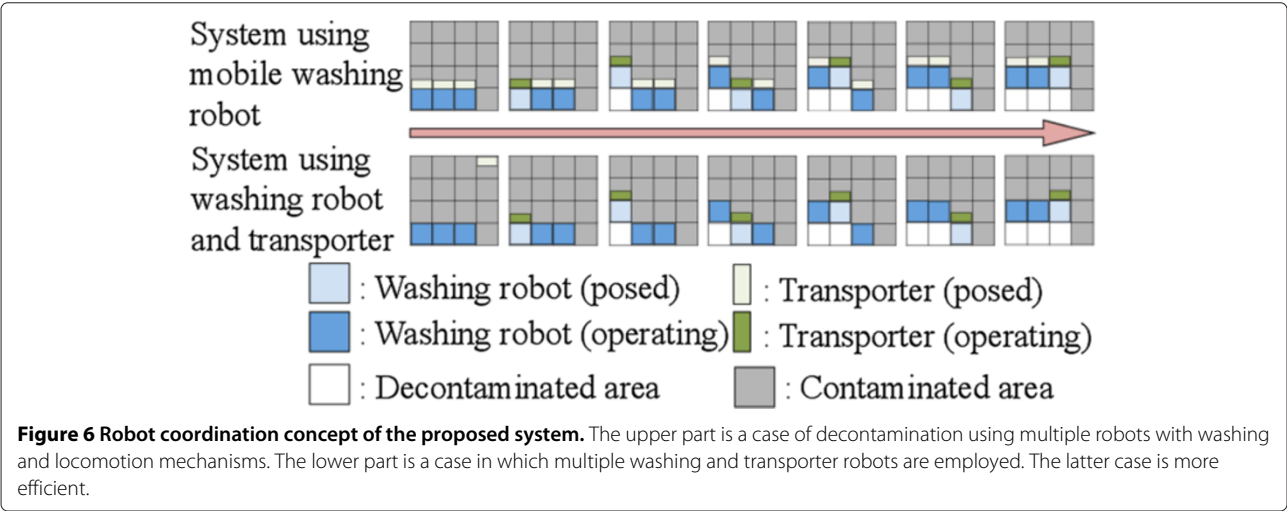 System using
mobile washing
robot
System using
washing robot
and transporter
: Washing robot (posed)
: Transporter (posed)
: Washing robot (operating)
: Transporter (operating)
: Decontaminated area
: Contaminated area
Figure 6 Robot coordination concept of the proposed system. The upper part is a case of decontamination using multiple robots with washing
and locomotion mechanisms. The lower part is a case in which multiple washing and transporter robots are employed. The latter case is more
efficient.